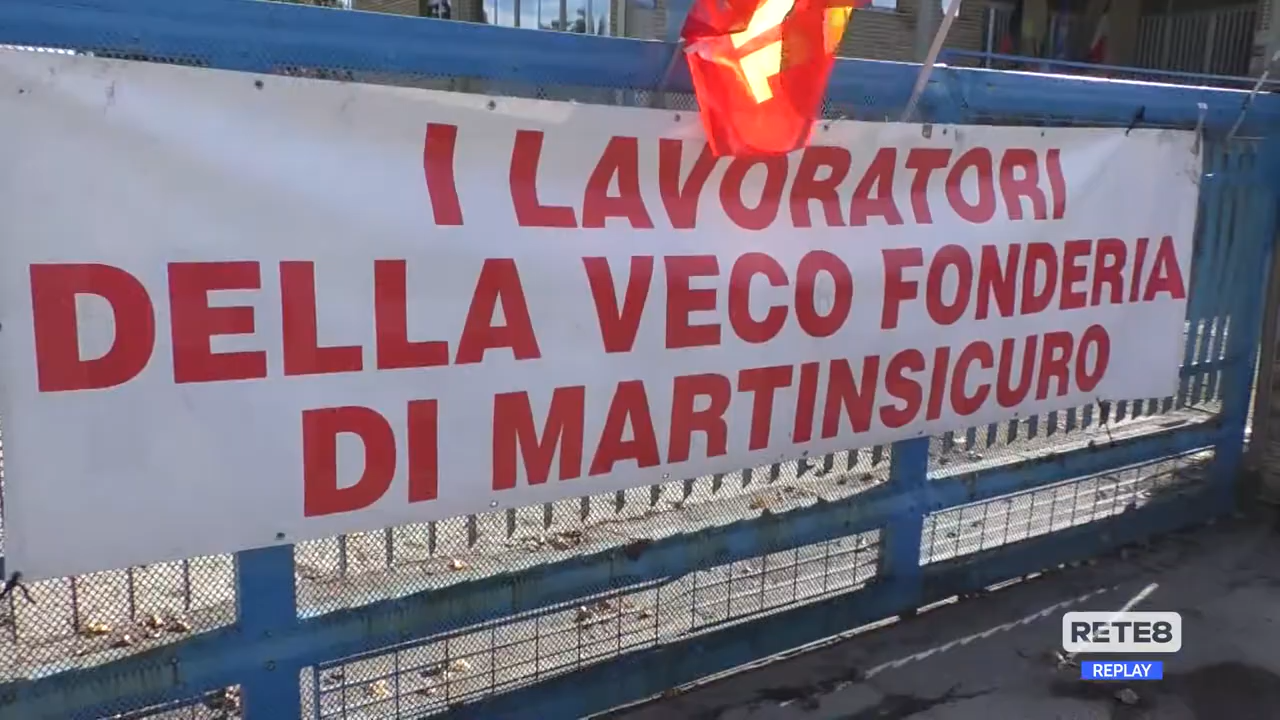 I LAVORATORI
DELLA VECO FONDERIA
DI MARTINSICURO
RETE8
REPLAY